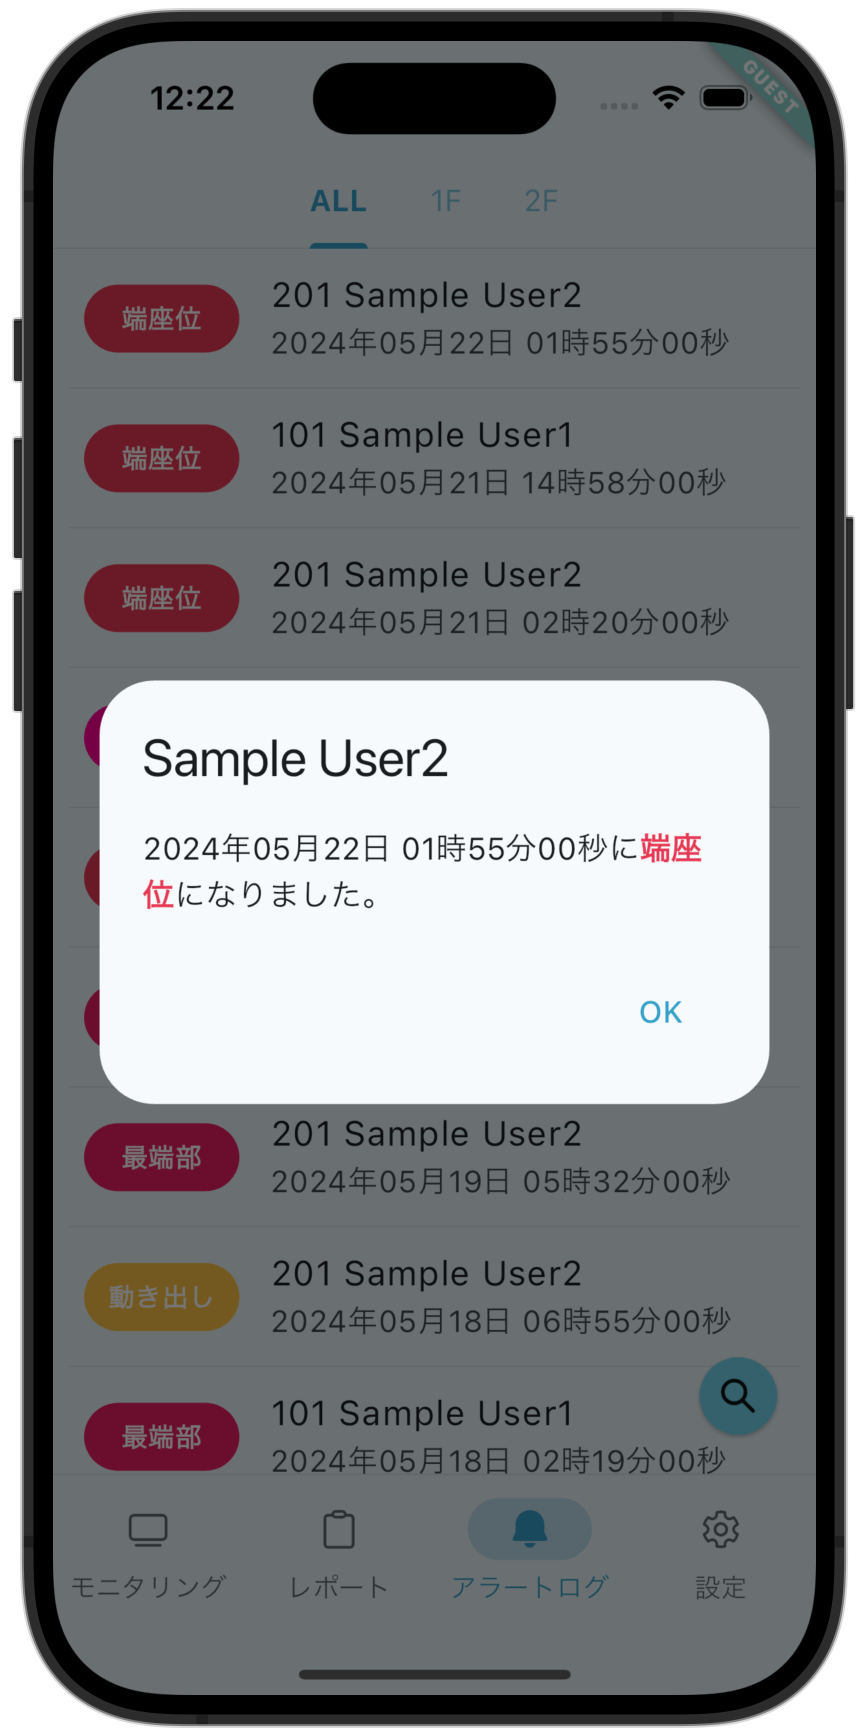 12:22
GUEST
ALL 1F 2F
端座位
201 Sample User2
2024年05月22日 01時55分00秒
端座位
101 Sample User1
2024年05月21日 14時58分00秒
端座位
201 Sample User2
2024年05月21日 02時20分00秒
Sample User2
2024年05月22日 01時55分00秒に端座
位になりました。
OK
最端部
201 Sample User2
2024年05月19日 05時32分00秒
動き出し
201 Sample User2
2024年05月18日 06時55分00秒
最端部
101 Sample User1
2024年05月18日 02時19分00秒
モニタリング レポート アラートログ 設定